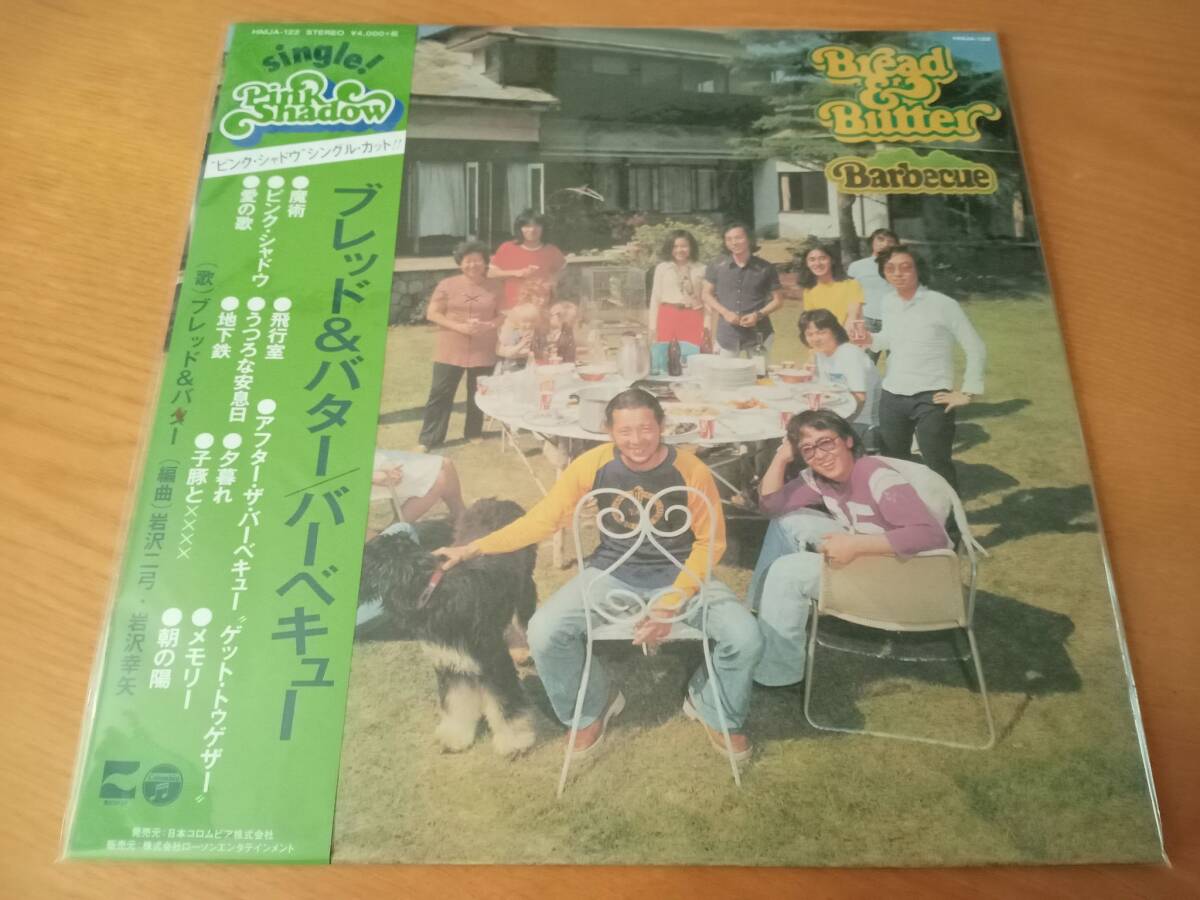 HMJA-122 STEREO ¥4,000+税
single!
Pink Shadow
"ピンク・シャドウ"シングル・カット!!
ブレッド&バター/バーベキュー
●魔術
●ピンク・シャドウ
●愛の歌
●飛行室
●うつろな安息日
●地下鉄
●アフター・ザ・バーベキュー"ゲット・トゥゲザー"
●夕暮れ
●子豚と××××
●メモリー
●朝の陽
(歌)ブレッド&バター (編曲)岩沢二弓・岩沢幸矢
Columbia
発売元:日本コロムビア株式会社
販売元:株式会社ローソンエンタテインメント
HMJA-122
Bread & Butter
Barbecue